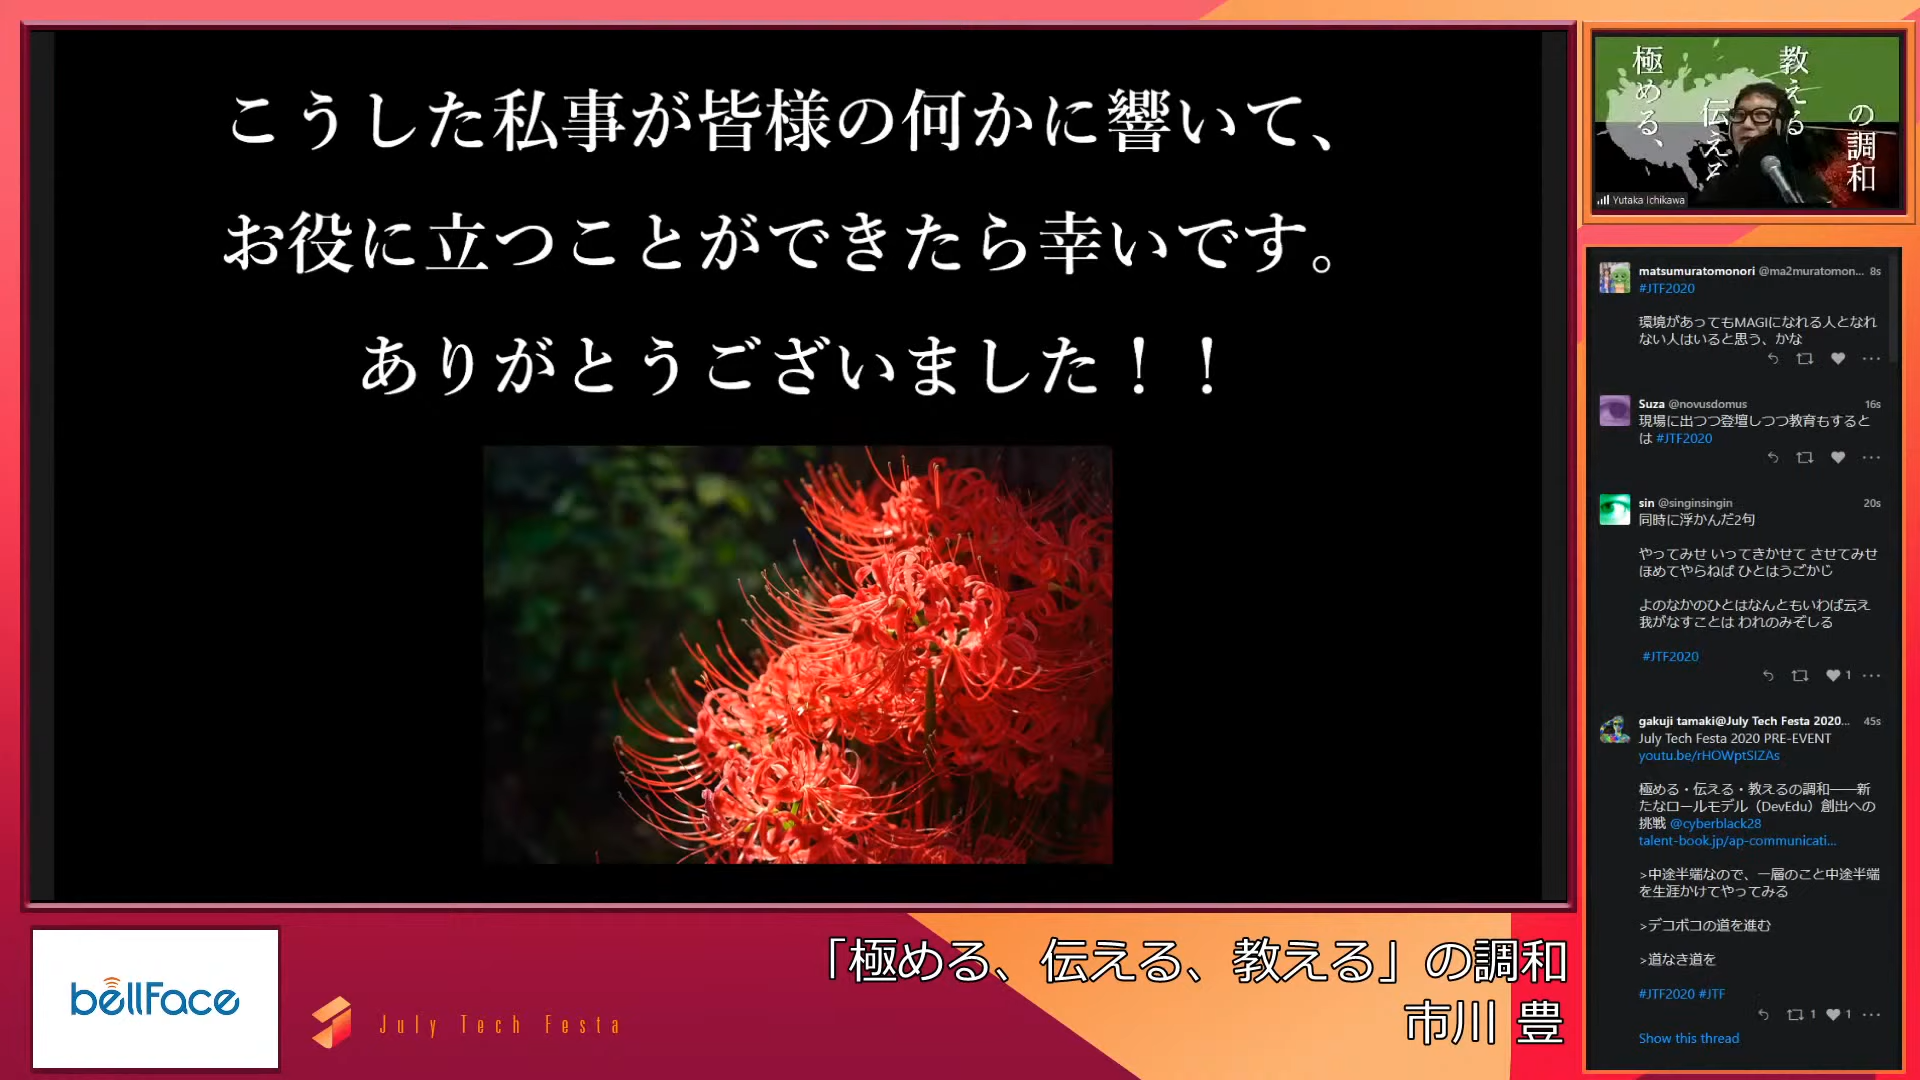 こうした私事が皆様の何かに響いて、
お役に立つことができたら幸いです。
ありがとうございました！！
極める、
伝え
教える
の調和
Yutaka Ichikawa
matsumuratomonori @ma2muratomon... 8s
#JTF2020
環境があってもMAGIになれる人となれ
ない人はいると思う、かな
Suza @novusdomus 16s
現場に出つつ登壇しつつ教育もすると
は #JTF2020
sin @singinsingin 20s
同時に浮かんだ2句
やってみせ いってきかせて させてみせ
ほめてやらねば ひとはうごかじ
よのなかのひとはなんともいわば云え
我がなすことは われのみぞしる
#JTF2020
1
gakuji tamaki@July Tech Festa 2020... 45s
July Tech Festa 2020 PRE-EVENT
youtu.be/rHOWptSIZAs
極める・伝える・教えるの調和——新
たなロールモデル（DevEdu）創出への
挑戦 @cyberblack28
talent-book.jp/ap-communicati...
>中途半端なので、一層のこと中途半端
を生涯かけてやってみる
>デコボコの道を進む
>道なき道を
#JTF2020 #JTF
1 1
Show this thread
bellFace
July Tech Festa
「極める、伝える、教える」の調和
市川 豊